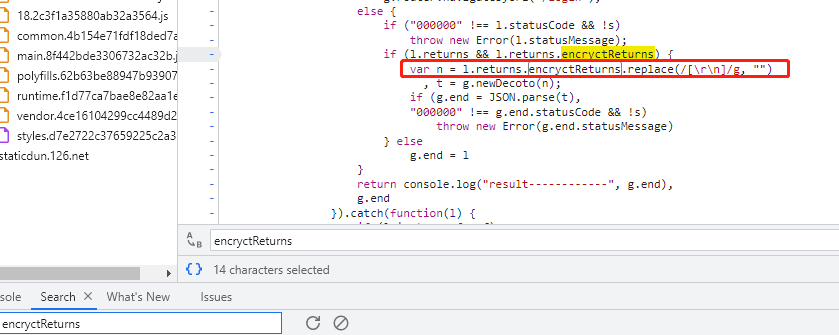 18.2c3f1a35880ab32a3564.js
common.4b154e71fdf18ded7a
main.8f442bde3306732ac32b.j
polyfills.62b63be88947b93907
runtime.f1d77ca7bae8e82aa1e
vendor.4ce16104299cc4489d2
styles.d7e2722c37659225c2a3
staticdun.126.net
else {
if ("000000" !== l.statusCode && !s)
throw new Error(l.statusMessage);
if (l.returns && l.returns.encryctReturns) {
var n = l.returns.encryctReturns.replace(/[\r\n]/g, "")
, t = g.newDecoto(n);
if (g.end = JSON.parse(t),
"000000" !== g.end.statusCode && !s)
throw new Error(g.end.statusMessage)
} else
g.end = l
}
return console.log("result------------", g.end),
g.end
}).catch(function(l) {
encryctReturns
{} 14 characters selected
sole Search × What's New Issues
encryctReturns